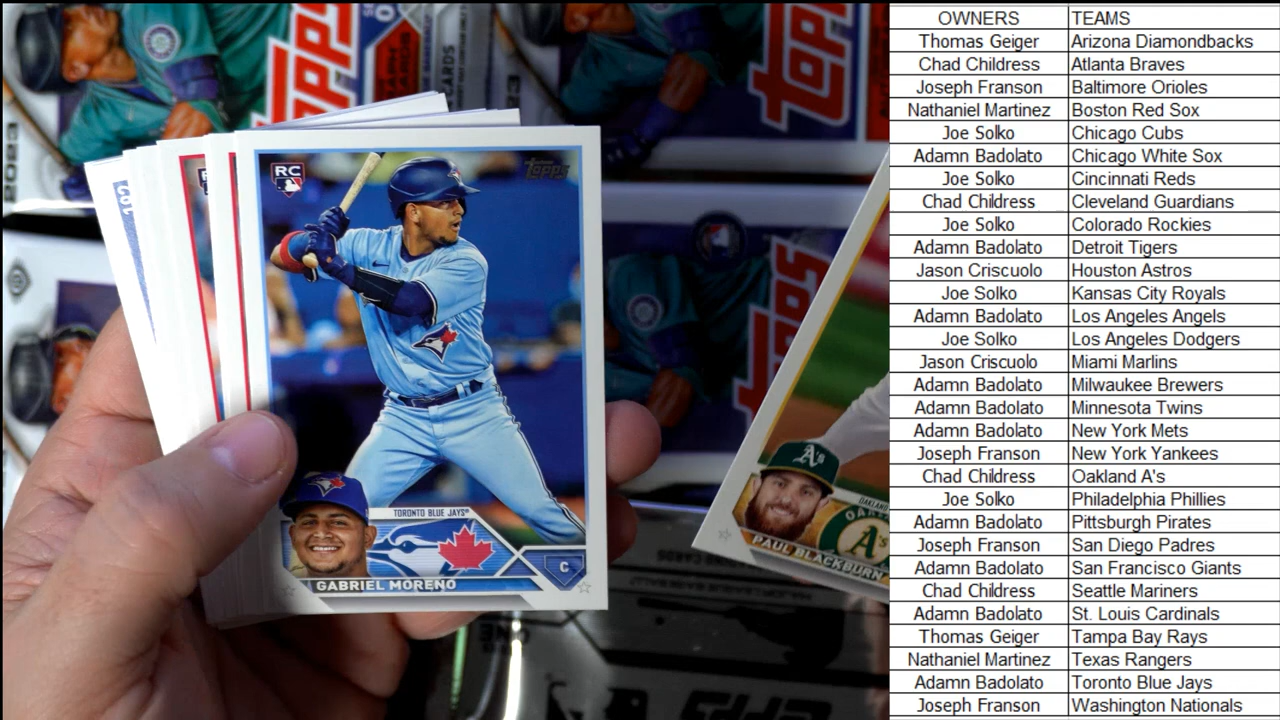 OWNERS TEAMS
Thomas Geiger Arizona Diamondbacks
Chad Childress Atlanta Braves
Joseph Franson Baltimore Orioles
Nathaniel Martinez Boston Red Sox
Joe Solko Chicago Cubs
Adamn Badolato Chicago White Sox
Joe Solko Cincinnati Reds
Chad Childress Cleveland Guardians
Joe Solko Colorado Rockies
Adamn Badolato Detroit Tigers
Jason Criscuolo Houston Astros
Joe Solko Kansas City Royals
Adamn Badolato Los Angeles Angels
Joe Solko Los Angeles Dodgers
Jason Criscuolo Miami Marlins
Adamn Badolato Milwaukee Brewers
Adamn Badolato Minnesota Twins
Adamn Badolato New York Mets
Joseph Franson New York Yankees
Chad Childress Oakland A's
Joe Solko Philadelphia Phillies
Adamn Badolato Pittsburgh Pirates
Joseph Franson San Diego Padres
Adamn Badolato San Francisco Giants
Chad Childress Seattle Mariners
Adamn Badolato St. Louis Cardinals
Thomas Geiger Tampa Bay Rays
Nathaniel Martinez Texas Rangers
Adamn Badolato Toronto Blue Jays
Joseph Franson Washington Nationals
RC
topps
TORONTO BLUE JAYS
C
GABRIEL MORENO
A's
PAUL BLACKBURN
topps
topps
CARDS
2023